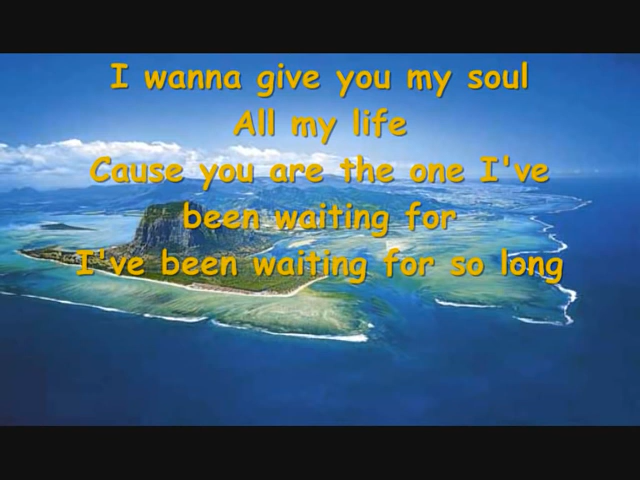 I wanna give you my soul
All my life
Cause you are the one I've
been waiting for
I've been waiting for so long